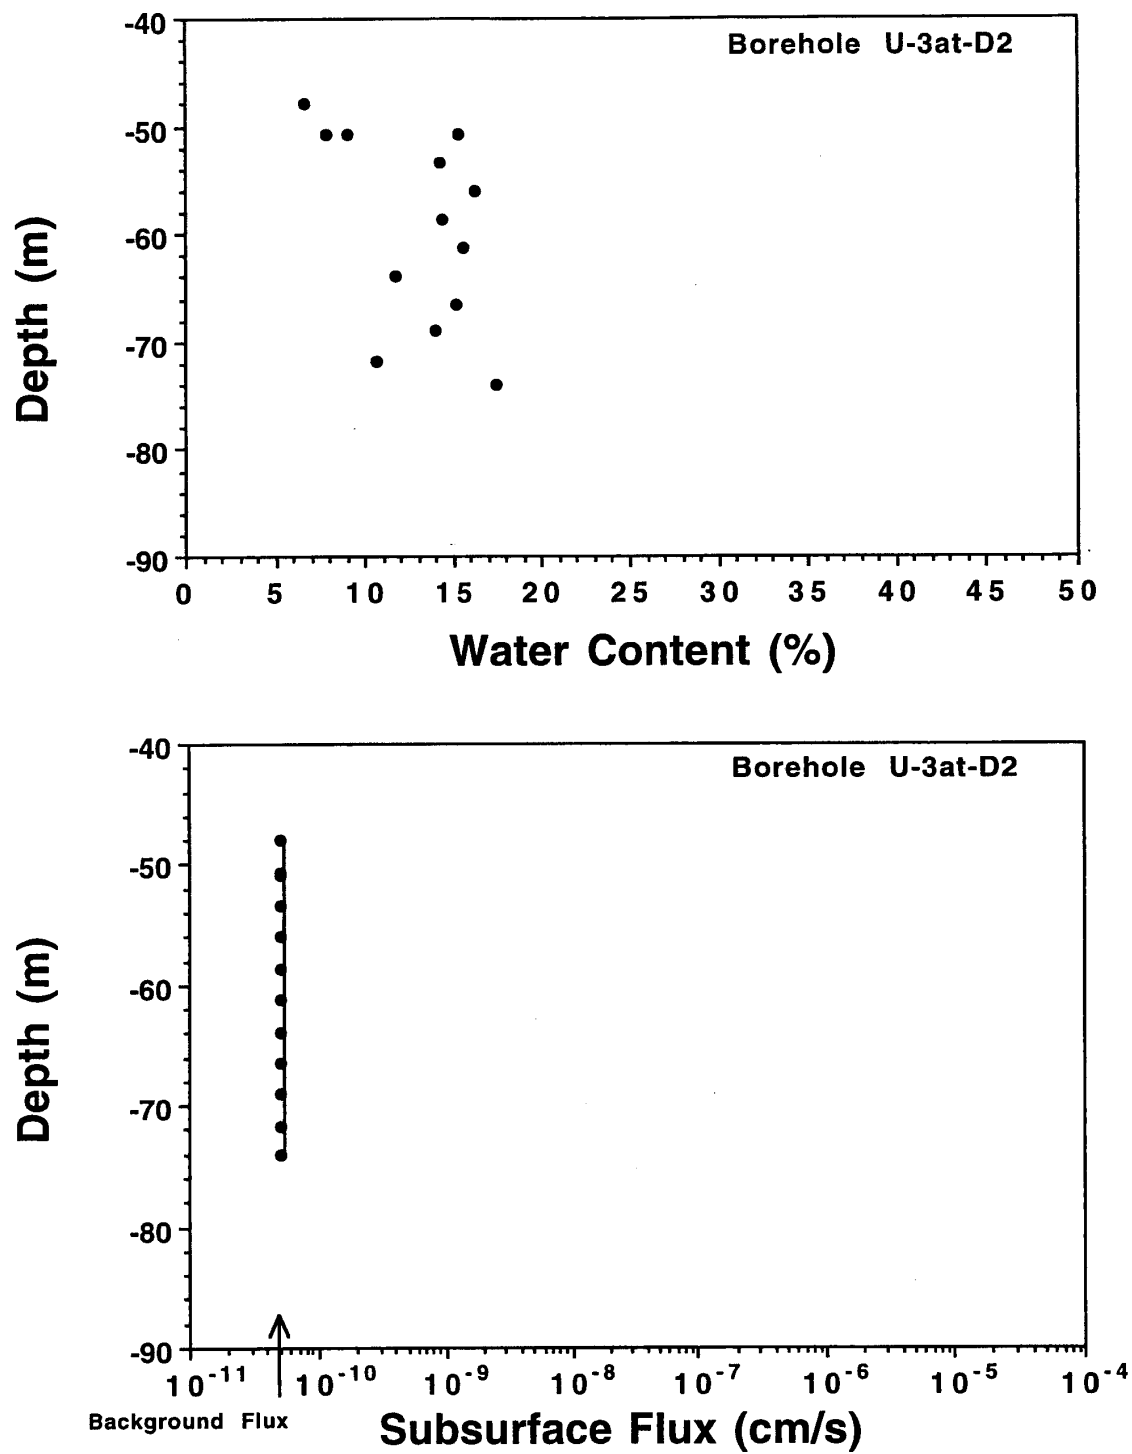 Borehole U-3at-D2
-40
-50
-60
-70
-80
-90
Depth (m)
0 5 10 15 20 25 30 35 40 45 50
Water Content (%)
Borehole U-3at-D2
-40
-50
-60
-70
-80
-90
Depth (m)
10⁻¹¹ 10⁻¹⁰ 10⁻⁹ 10⁻⁸ 10⁻⁷ 10⁻⁶ 10⁻⁵ 10⁻⁴
Background Flux
Subsurface Flux (cm/s)